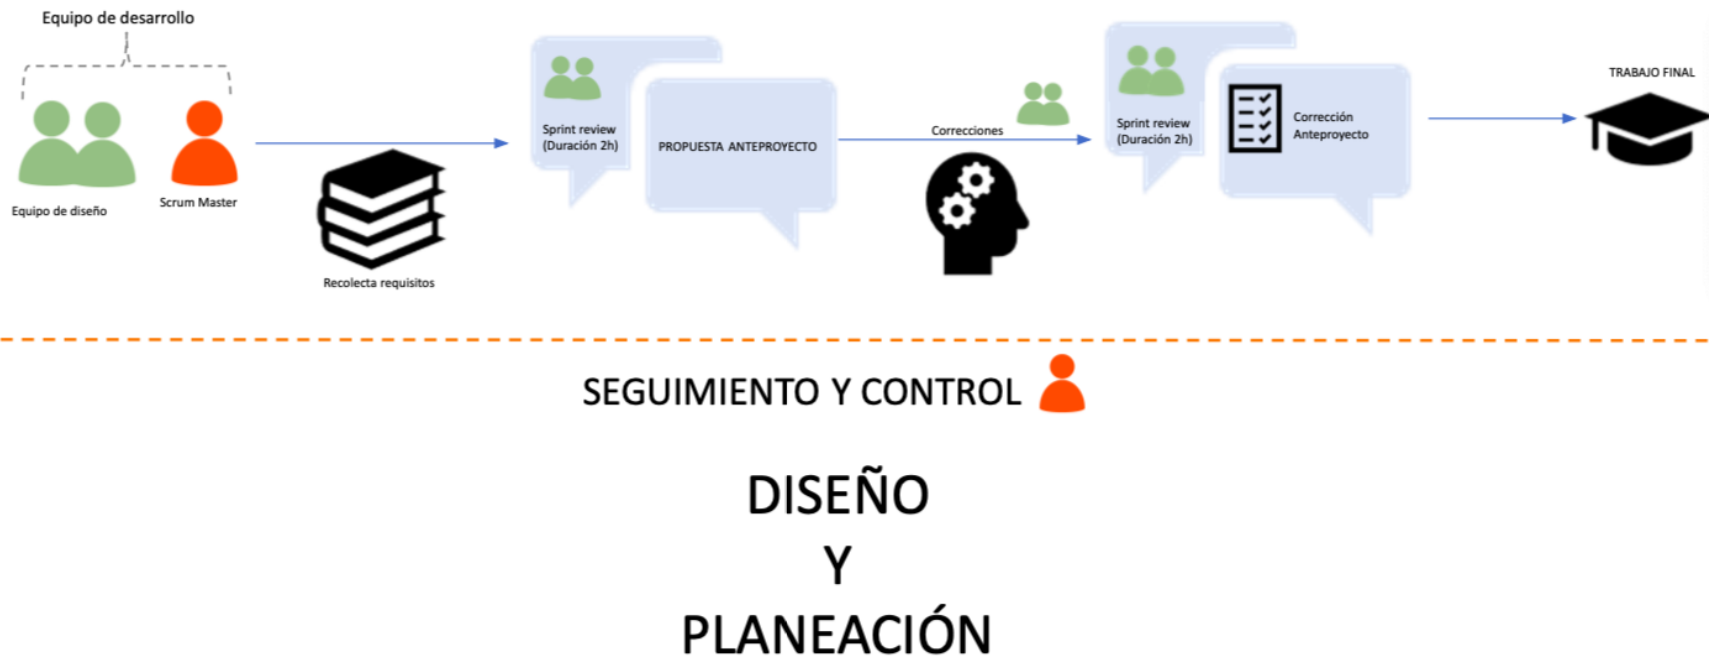 Equipo de desarrollo
Equipo de diseño
Scrum Master
Recolecta requisitos
Sprint review
(Duración 2h)
PROPUESTA ANTEPROYECTO
Correcciones
Sprint review
(Duración 2h)
Corrección
Anteproyecto
TRABAJO FINAL
SEGUIMIENTO Y CONTROL
DISEÑO
Y
PLANEACIÓN